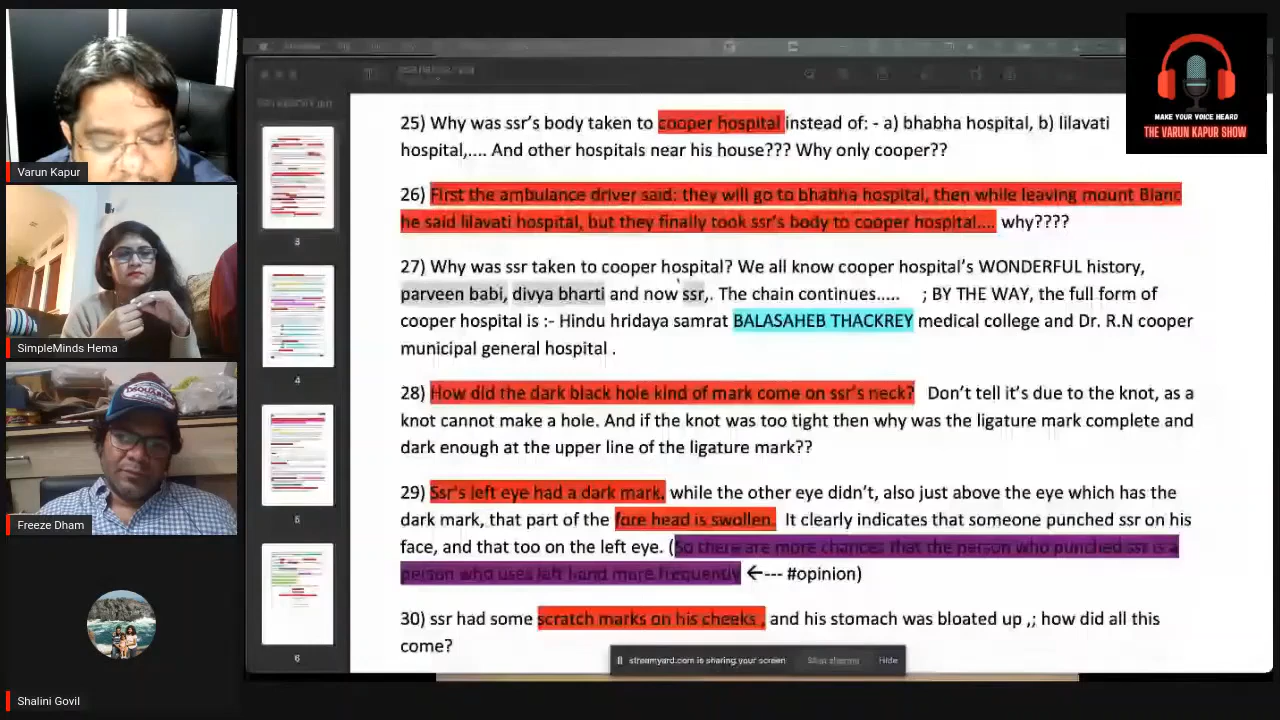 Varun Kapur
SimpleMinds Hema
Freeze Dham
Shalini Govil
MAKE YOUR VOICE HEARD
THE VARUN KAPUR SHOW
3
4
5
6
25) Why was ssr's body taken to cooper hospital instead of: - a) bhabha hospital, b) lilavati
hospital,.... And other hospitals near his house??? Why only cooper??
26) First the ambulance driver said: they will go to bhabha hospital, then while leaving mount Blanc
he said lilavati hospital, but they finally took ssr's body to cooper hospital.... why????
27) Why was ssr taken to cooper hospital? We all know cooper hospital's WONDERFUL history,
parveen babi, divya bharti and now ssr,. The chain continues..... ; BY THE WAY, the full form of
cooper hospital is :- Hindu hridaya samrat BALASAHEB THACKREY medical college and Dr. R.N cooper
municipal general hospital .
28) How did the dark black hole kind of mark come on ssr's neck? Don't tell it's due to the knot, as a
knot cannot make a hole. And if the knot was too tight then why was the ligature mark complete and
dark enough at the upper line of the ligature mark??
29) Ssr's left eye had a dark mark, while the other eye didn't, also just above the eye which has the
dark mark, that part of the fore head is swollen. It clearly indicates that someone punched ssr on his
face, and that too on the left eye. (So there are more chances that the person who
person who uses hand more ←--- #opinion)
30) ssr had some scratch marks on his cheeks , and his stomach was bloated up ,; how did all this
come?
streamyard.com is sharing your screen Stop sharing Hide